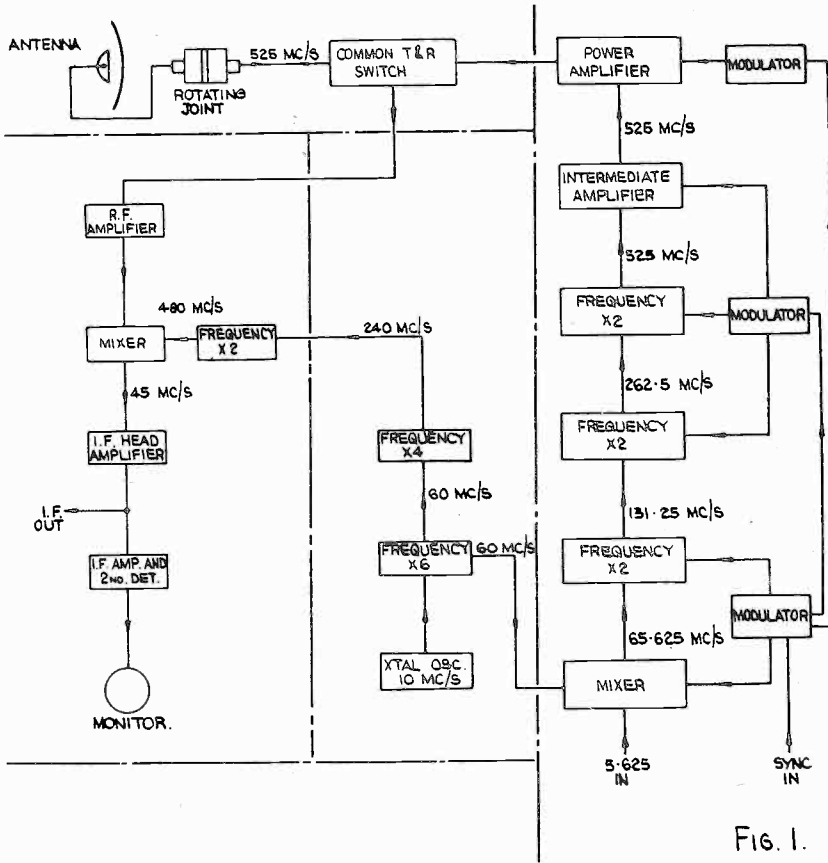 ANTENNA
ROTATING
JOINT
525 MC/S
COMMON T&R
SWITCH
POWER
AMPLIFIER
MODULATOR
525 MC/S
INTERMEDIATE
AMPLIFIER
525 MC/S
FREQUENCY
X2
MODULATOR
262·5 MC/S
FREQUENCY
X2
131·25 MC/S
FREQUENCY
X2
MODULATOR
65·625 MC/S
MIXER
5·625
IN
SYNC
IN
R.F.
AMPLIFIER
480 MC/S
MIXER
FREQUENCY
X2
240 MC/S
45 MC/S
I.F. HEAD
AMPLIFIER
FREQUENCY
X4
I.F.
OUT
60 MC/S
I.F. AMP. AND
2ND. DET.
FREQUENCY
X6
60 MC/S
XTAL OSC.
10 MC/S
MONITOR.
FIG. 1.